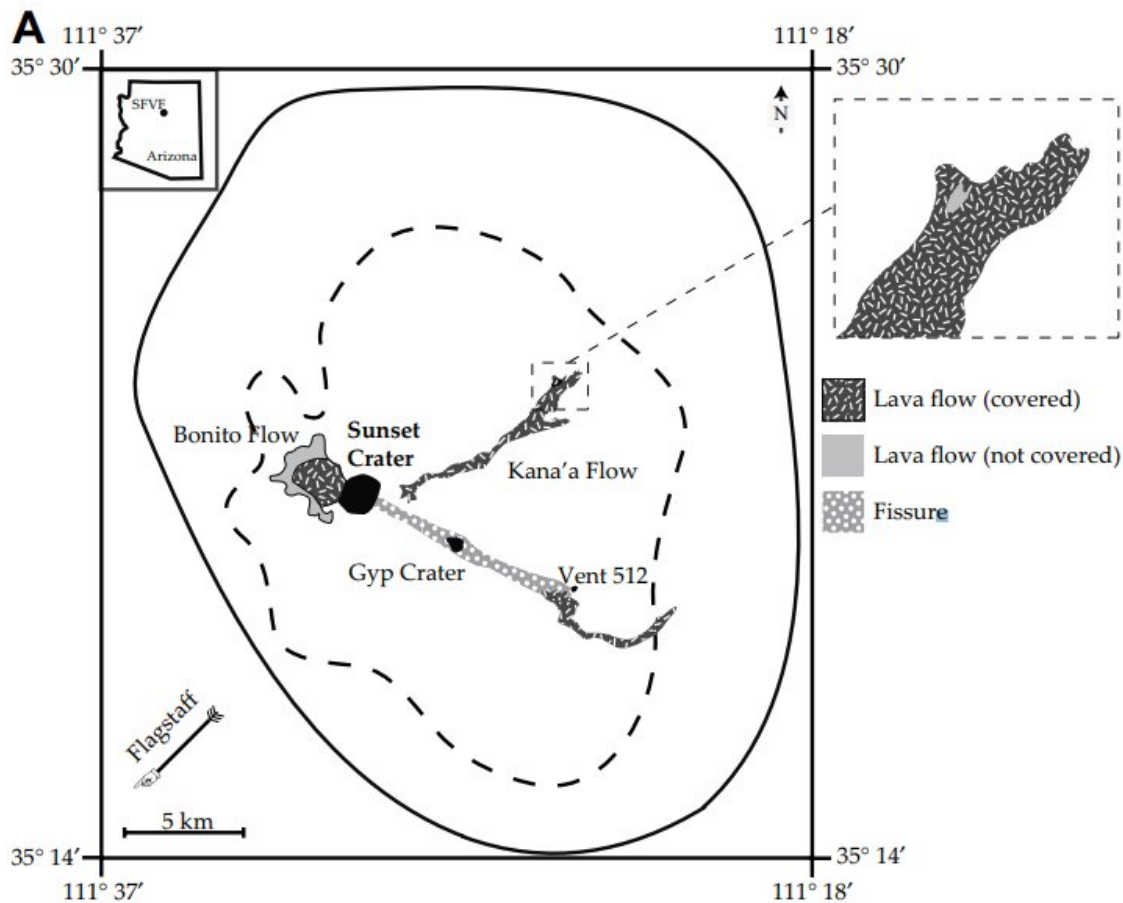 A
111° 37′
111° 18′
35° 30′
35° 30′
SFVF
Arizona
N
Bonito Flow
Sunset
Crater
Kana’a Flow
Gyp Crater
Vent 512
Lava flow (covered)
Lava flow (not covered)
Fissure
Flagstaff
5 km
35° 14′
35° 14′
111° 37′
111° 18′